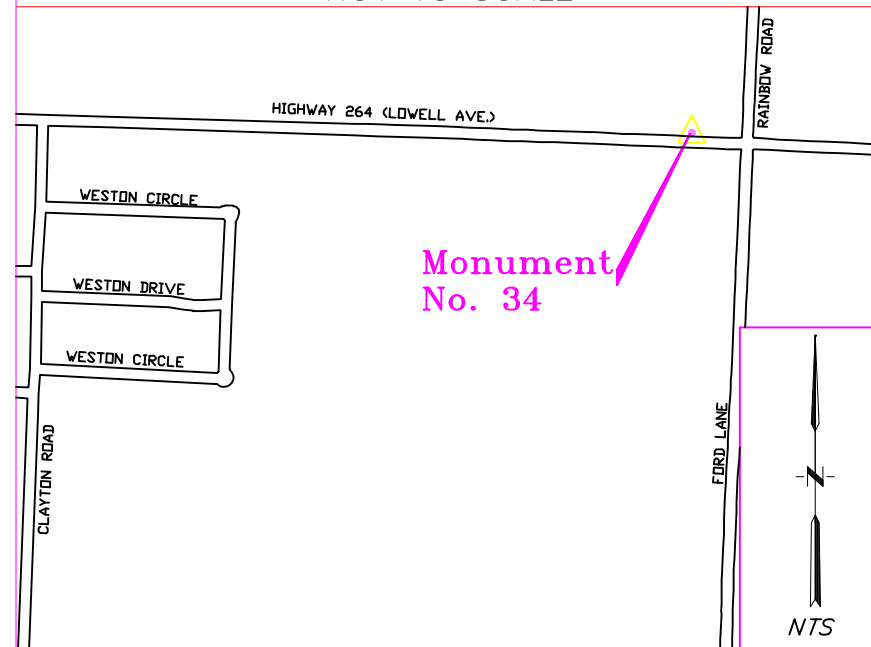 RAINBOW ROAD
HIGHWAY 264 (LOWELL AVE.)
WESTON CIRCLE
Monument
No. 34
WESTON DRIVE
WESTON CIRCLE
CLAYTON ROAD
FORD LANE
N
NTS